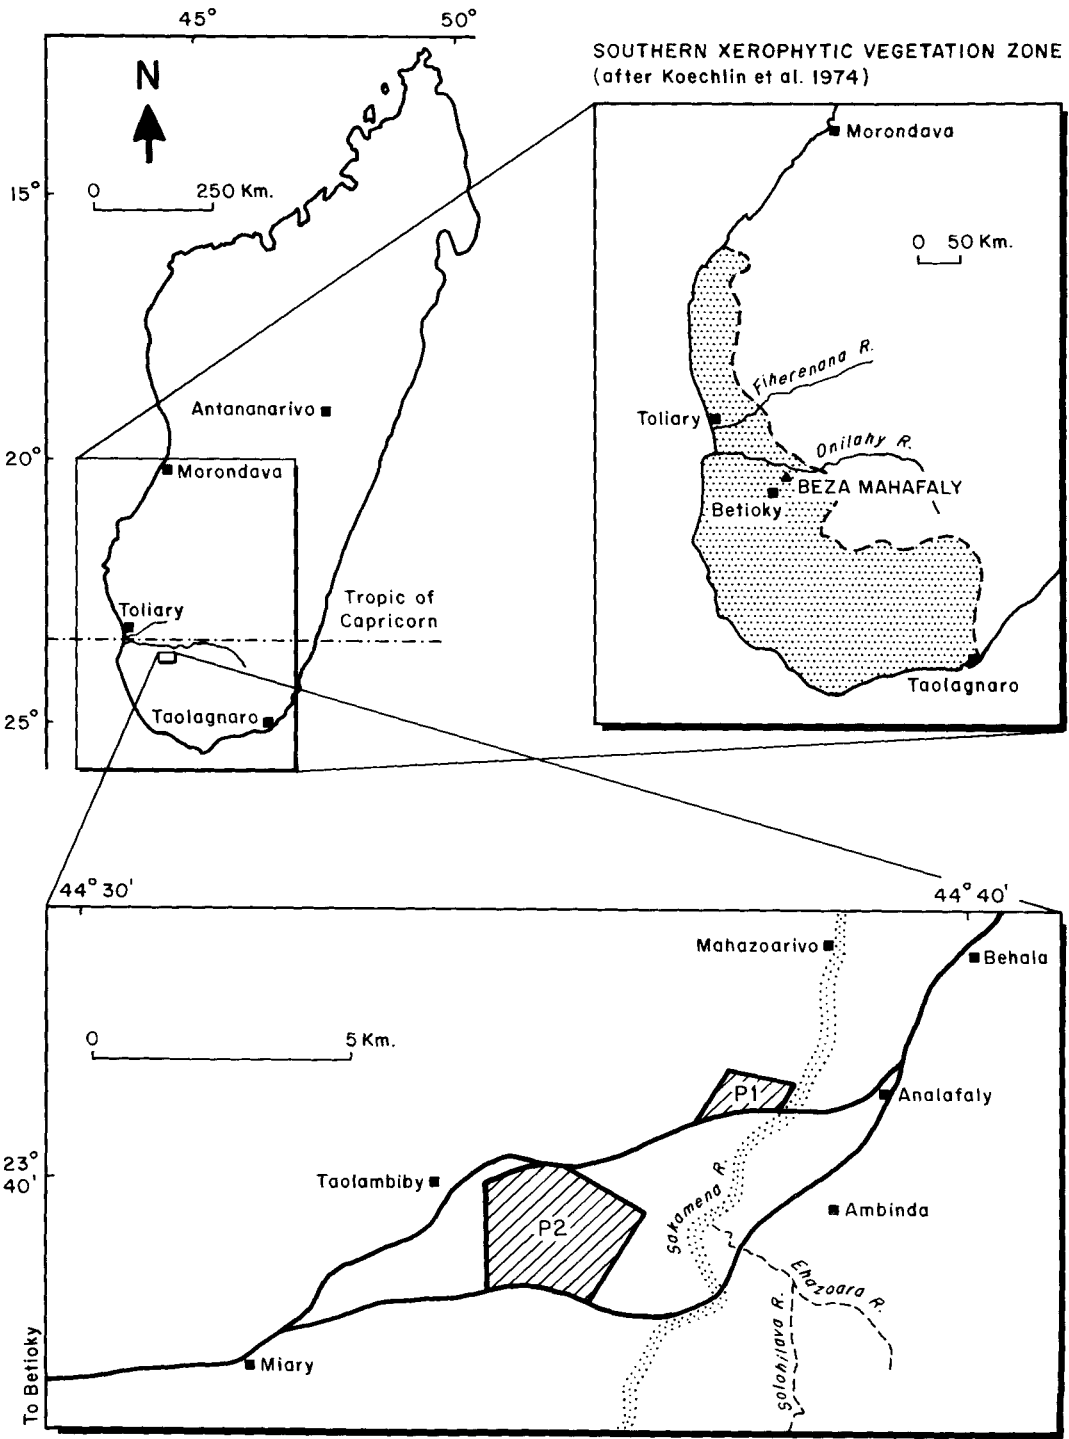 45° 50°
N
0 250 Km.
15°
Antananarivo
20°
Morondava
Toliary
Tropic of
Capricorn
Taolagnaro
25°
SOUTHERN XEROPHYTIC VEGETATION ZONE
(after Koechlin et al. 1974)
Morondava
0 50 Km.
Fiherenana R.
Toliary
Onilahy R.
BEZA MAHAFALY
Betioky
Taolagnaro
44° 30' 44° 40'
Mahazoarivo
Behala
0 5 Km.
P1
Analafaly
23°
40'
Taolambiby
Sakamena R.
Ambinda
P2
Ehazoara R.
Salohilava R.
Miary
To Betioky